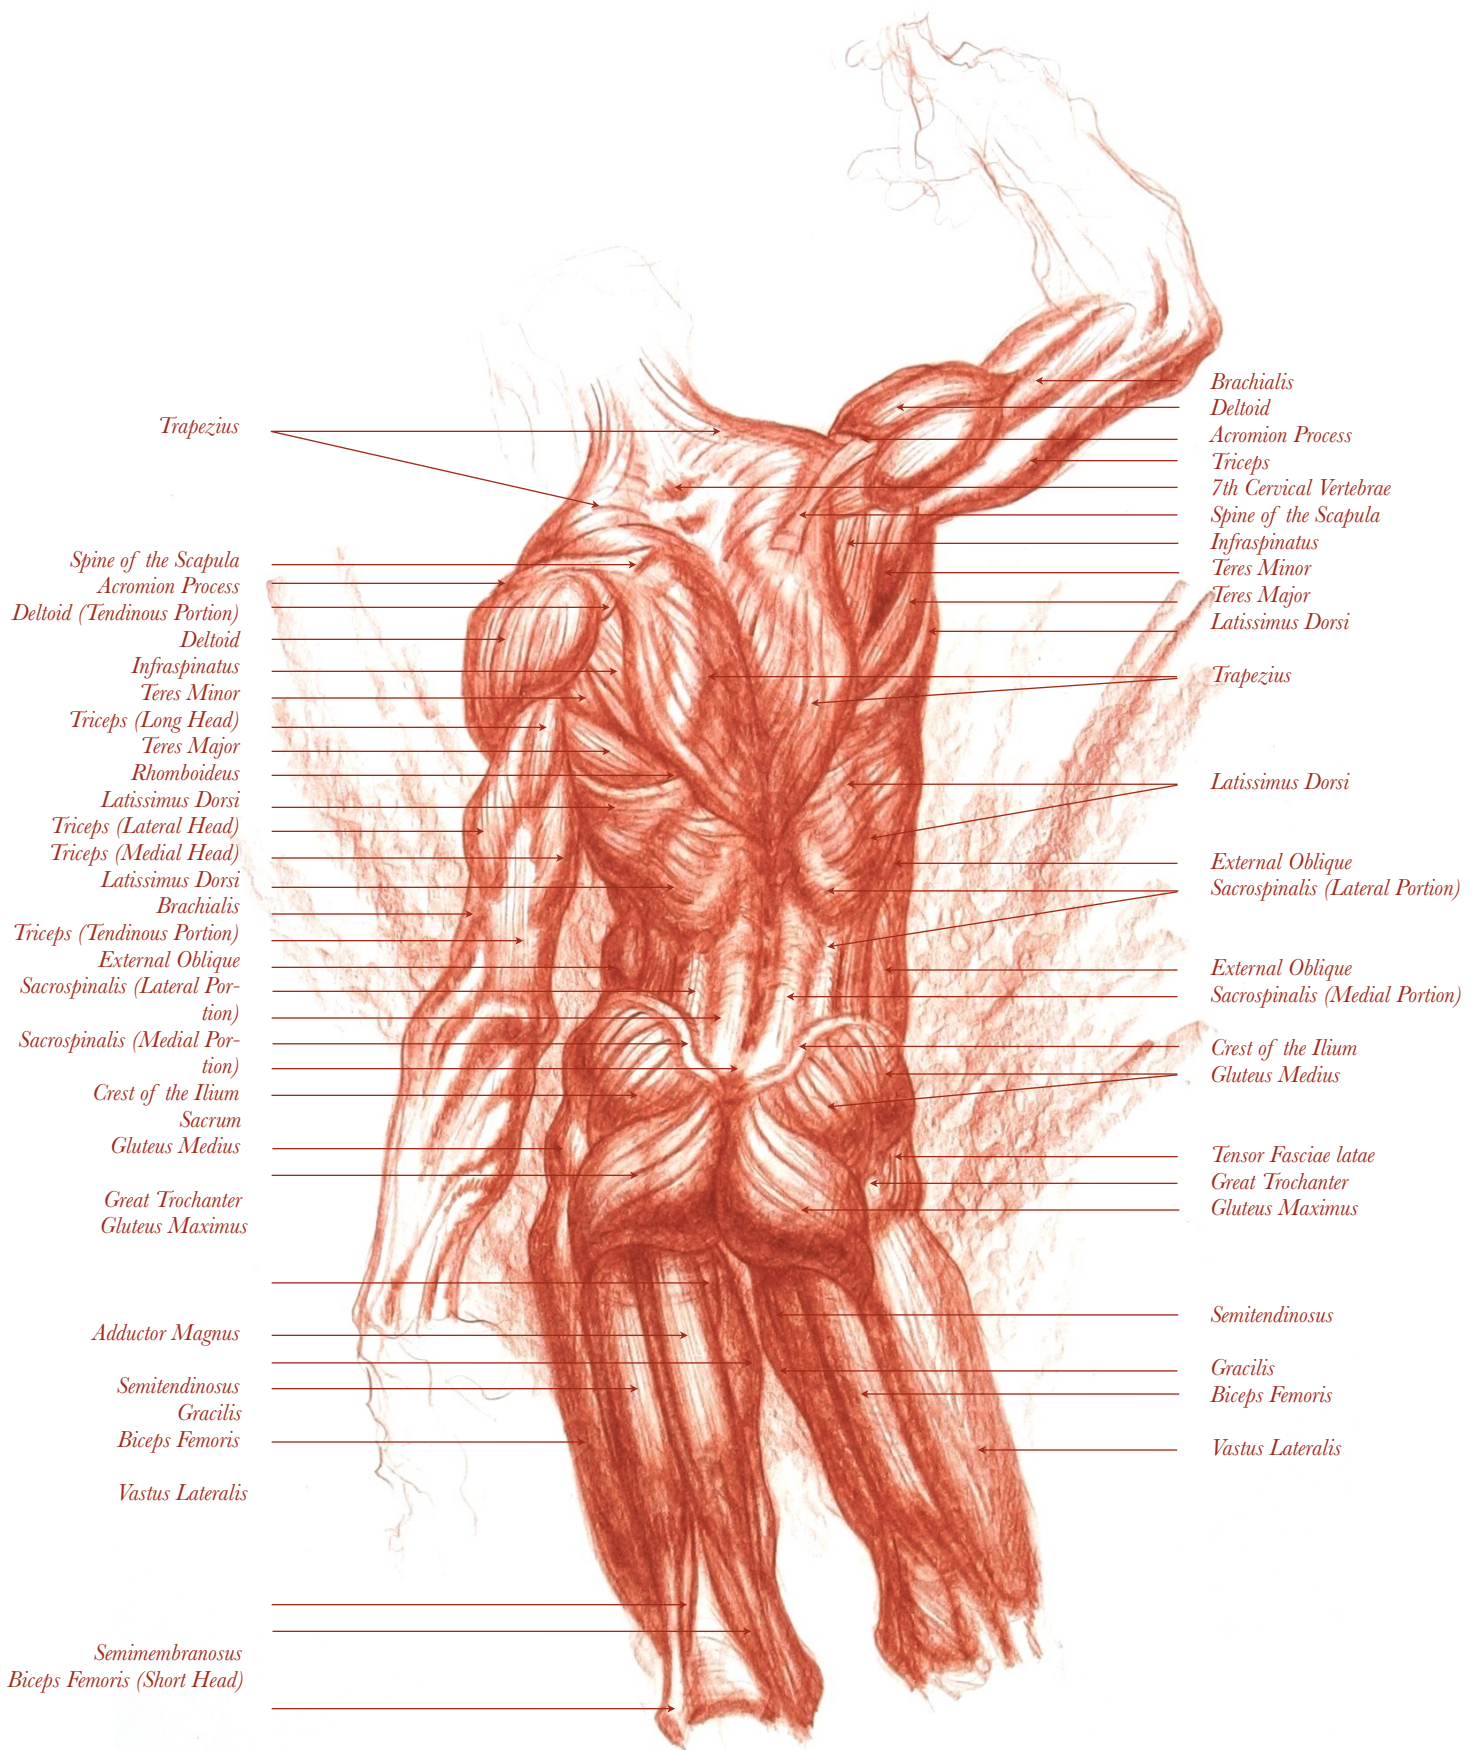 Trapezius
Spine of the Scapula
Acromion Process
Deltoid (Tendinous Portion)
Deltoid
Infraspinatus
Teres Minor
Triceps (Long Head)
Teres Major
Rhomboideus
Latissimus Dorsi
Triceps (Lateral Head)
Triceps (Medial Head)
Latissimus Dorsi
Brachialis
Triceps (Tendinous Portion)
External Oblique
Sacrospinalis (Lateral Por-
tion)
Sacrospinalis (Medial Por-
tion)
Crest of the Ilium
Sacrum
Gluteus Medius
Great Trochanter
Gluteus Maximus
Adductor Magnus
Semitendinosus
Gracilis
Biceps Femoris
Vastus Lateralis
Semimembranosus
Biceps Femoris (Short Head)
Brachialis
Deltoid
Acromion Process
Triceps
7th Cervical Vertebrae
Spine of the Scapula
Infraspinatus
Teres Minor
Teres Major
Latissimus Dorsi
Trapezius
Latissimus Dorsi
External Oblique
Sacrospinalis (Lateral Portion)
External Oblique
Sacrospinalis (Medial Portion)
Crest of the Ilium
Gluteus Medius
Tensor Fasciae latae
Great Trochanter
Gluteus Maximus
Semitendinosus
Gracilis
Biceps Femoris
Vastus Lateralis